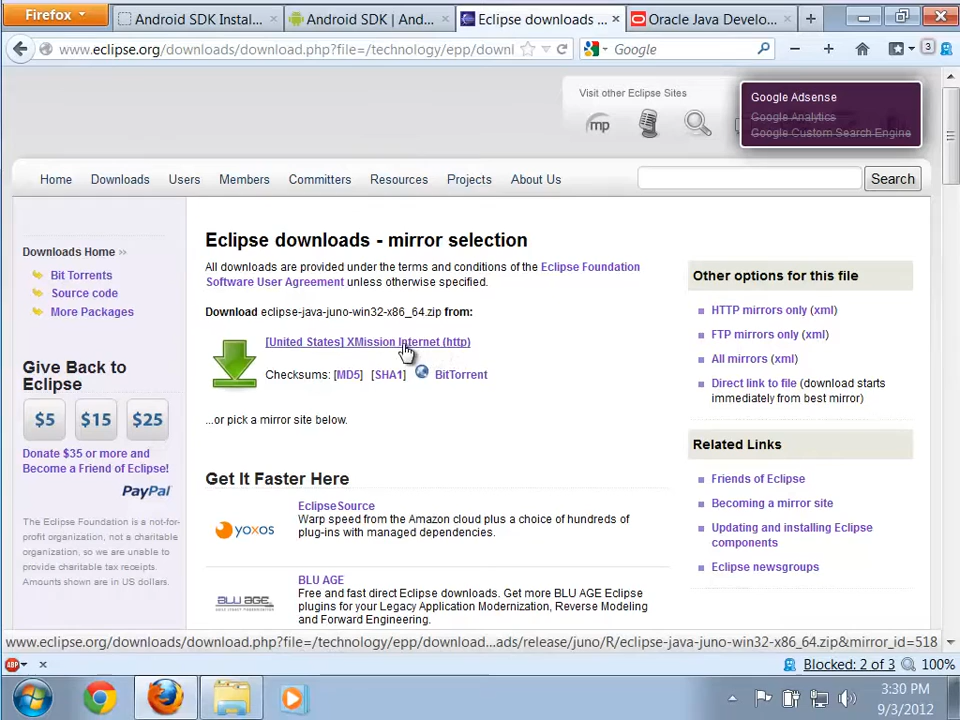 Firefox
Android SDK Instal...
Android SDK | And...
Eclipse downloads ...
Oracle Java Develo...
www.eclipse.org/downloads/download.php?file=/technology/epp/downl
Google
3
Visit other Eclipse Sites
mp
Google Adsense
Google Analytics
Google Custom Search Engine
Home
Downloads
Users
Members
Committers
Resources
Projects
About Us
Search
Downloads Home >>
Bit Torrents
Source code
More Packages
Give Back to
Eclipse
$5
$15
$25
Donate $35 or more and
Become a Friend of Eclipse!
PayPal
The Eclipse Foundation is a not-for-
profit organization, not a charitable
organization, so we are unable to
provide charitable tax receipts.
Amounts shown are in US dollars.
Eclipse downloads - mirror selection
All downloads are provided under the terms and conditions of the Eclipse Foundation
Software User Agreement unless otherwise specified.
Download eclipse-java-juno-win32-x86_64.zip from:
[United States] XMission Internet (http)
Checksums: [MD5] [SHA1] BitTorrent
...or pick a mirror site below.
Get It Faster Here
yoxos
EclipseSource
Warp speed from the Amazon cloud plus a choice of hundreds of
plug-ins with managed dependencies.
BLU AGE
BLU AGE
Free and fast direct Eclipse downloads. Get more BLU AGE Eclipse
plugins for your Legacy Application Modernization, Reverse Modeling
and Forward Engineering.
Other options for this file
HTTP mirrors only (xml)
FTP mirrors only (xml)
All mirrors (xml)
Direct link to file (download starts
immediately from best mirror)
Related Links
Friends of Eclipse
Becoming a mirror site
Updating and installing Eclipse
components
Eclipse newsgroups
www.eclipse.org/downloads/download.php?file=/technology/epp/download...ads/release/juno/R/eclipse-java-juno-win32-x86_64.zip&mirror_id=518
ABP
Blocked: 2 of 3
100%
3:30 PM
9/3/2012